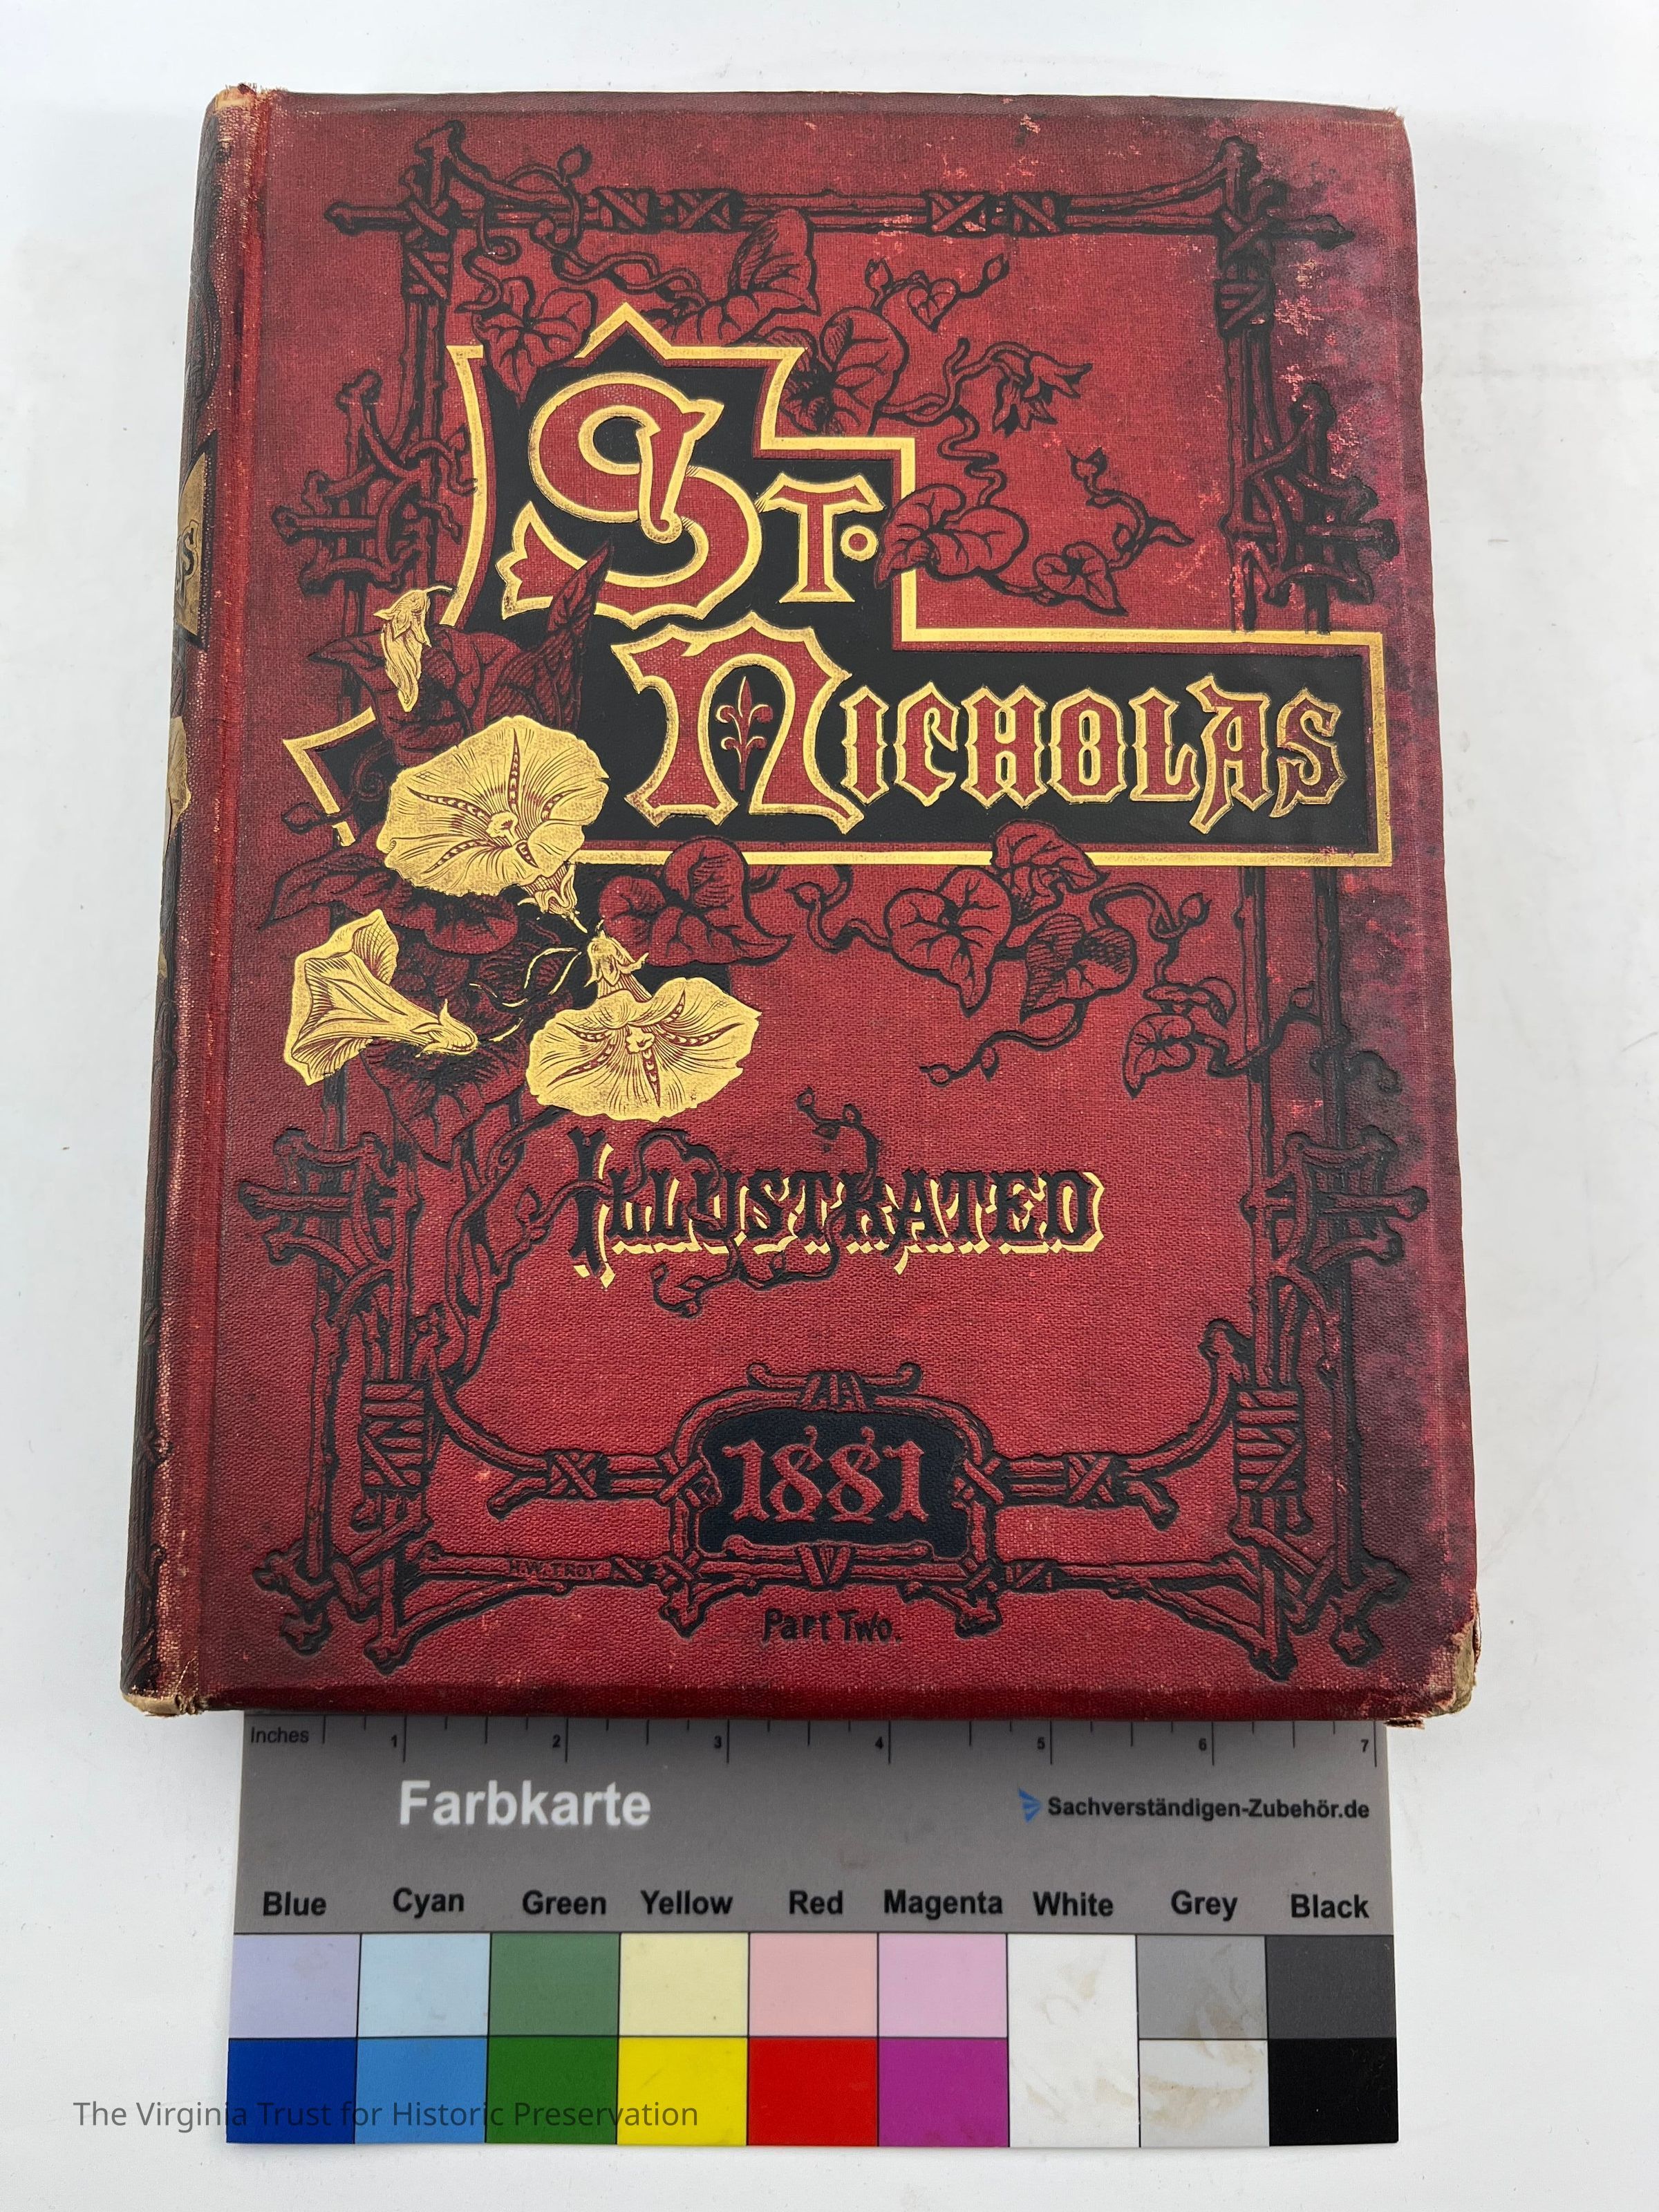 St.
Nicholas
Illustrated
1881
H.W. TROY
Part Two.
Inches 1 2 3 4 5 6 7
Farbkarte
Sachverständigen-Zubehör.de
Blue Cyan Green Yellow Red Magenta White Grey Black
The Virginia Trust for Historic Preservation